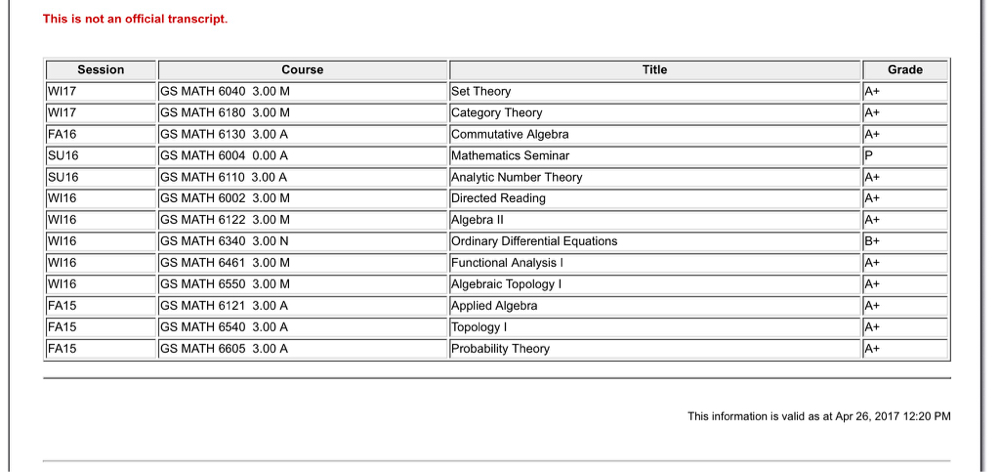 This is not an official transcript.
Session Course Title Grade
WI17 GS MATH 6040 3.00 M Set Theory A+
WI17 GS MATH 6180 3.00 M Category Theory A+
FA16 GS MATH 6130 3.00 A Commutative Algebra A+
SU16 GS MATH 6004 0.00 A Mathematics Seminar P
SU16 GS MATH 6110 3.00 A Analytic Number Theory A+
WI16 GS MATH 6002 3.00 M Directed Reading A+
WI16 GS MATH 6122 3.00 M Algebra II A+
WI16 GS MATH 6340 3.00 N Ordinary Differential Equations B+
WI16 GS MATH 6461 3.00 M Functional Analysis I A+
WI16 GS MATH 6550 3.00 M Algebraic Topology I A+
FA15 GS MATH 6121 3.00 A Applied Algebra A+
FA15 GS MATH 6540 3.00 A Topology I A+
FA15 GS MATH 6605 3.00 A Probability Theory A+
This information is valid as at Apr 26, 2017 12:20 PM